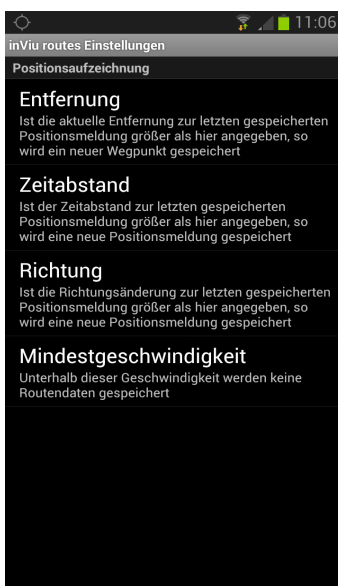 11:06
inViu routes Einstellungen
Positionsaufzeichnung
Entfernung
Ist die aktuelle Entfernung zur letzten gespeicherten
Positionsmeldung größer als hier angegeben, so
wird ein neuer Wegpunkt gespeichert
Zeitabstand
Ist der Zeitabstand zur letzten gespeicherten
Positionsmeldung größer als hier angegeben, so
wird eine neue Positionsmeldung gespeichert
Richtung
Ist die Richtungsänderung zur letzten gespeicherten
Positionsmeldung größer als hier angegeben, so
wird eine neue Positionsmeldung gespeichert
Mindestgeschwindigkeit
Unterhalb dieser Geschwindigkeit werden keine
Routendaten gespeichert